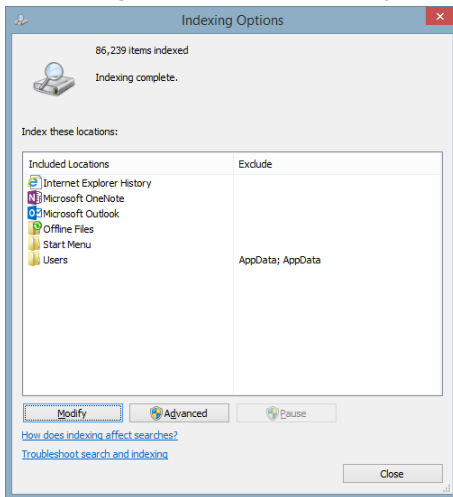 Indexing Options
86,239 items indexed
Indexing complete.
Index these locations:
Included Locations Exclude
Internet Explorer History
Microsoft OneNote
Microsoft Outlook
Offline Files
Start Menu
Users AppData; AppData
Modify Advanced Pause
How does indexing affect searches?
Troubleshoot search and indexing
Close